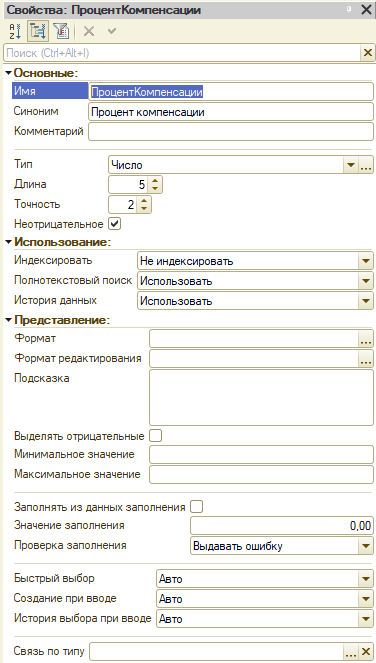 Свойства: ПроцентКомпенсации
Поиск (Ctrl+Alt+I)
Основные:
Имя ПроцентКомпенсации
Синоним Процент компенсации
Комментарий
Тип Число
Длина 5
Точность 2
Неотрицательное
Использование:
Индексировать Не индексировать
Полнотекстовый поиск Использовать
История данных Использовать
Представление:
Формат
Формат редактирования
Подсказка
Выделять отрицательные
Минимальное значение
Максимальное значение
Заполнять из данных заполнения
Значение заполнения 0,00
Проверка заполнения Выдавать ошибку
Быстрый выбор Авто
Создание при вводе Авто
История выбора при вводе Авто
Связь по типу